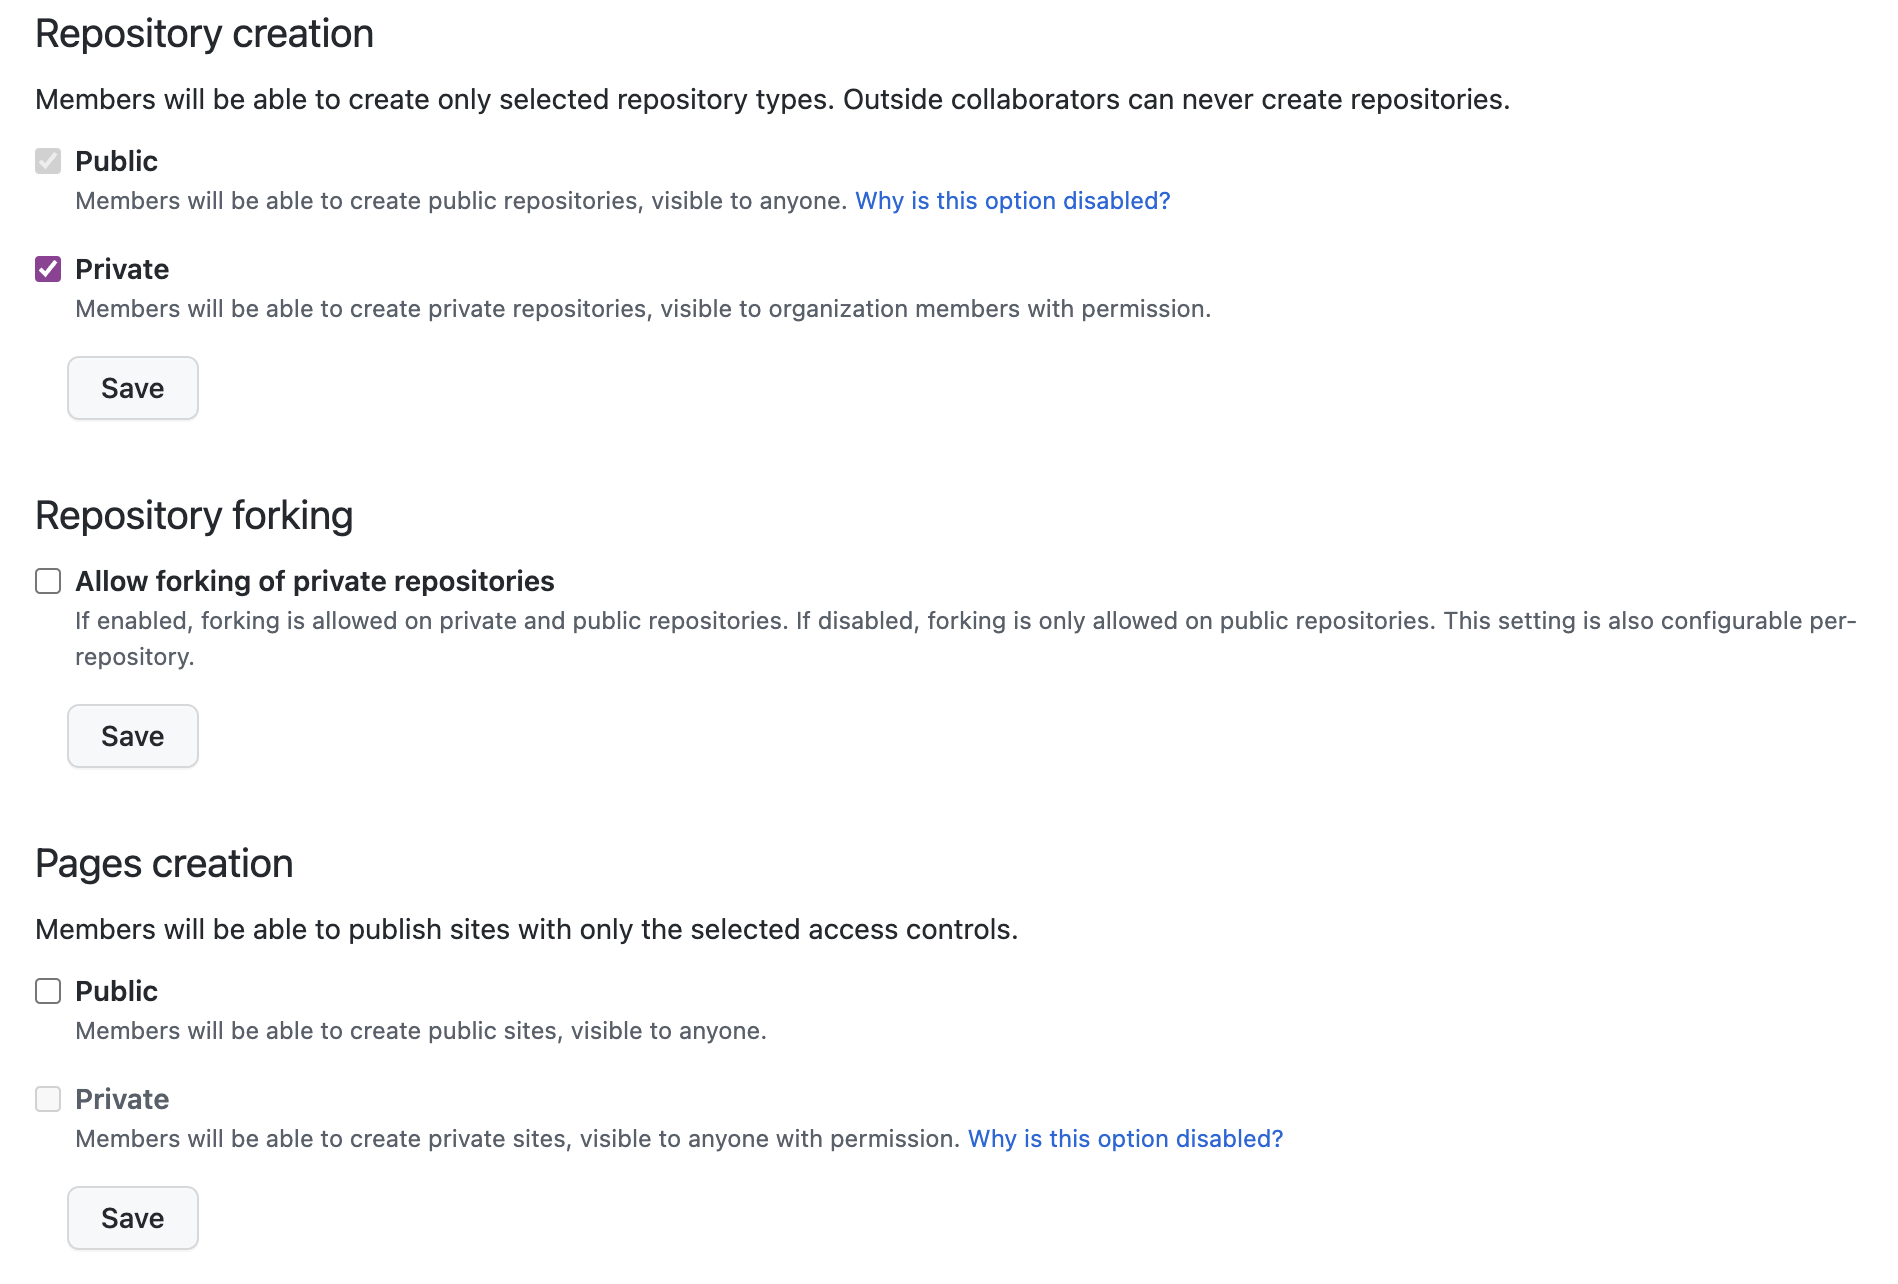 Repository creation
Members will be able to create only selected repository types. Outside collaborators can never create repositories.
Public
Members will be able to create public repositories, visible to anyone. Why is this option disabled?
Private
Members will be able to create private repositories, visible to organization members with permission.
Save
Repository forking
Allow forking of private repositories
If enabled, forking is allowed on private and public repositories. If disabled, forking is only allowed on public repositories. This setting is also configurable per-
repository.
Save
Pages creation
Members will be able to publish sites with only the selected access controls.
Public
Members will be able to create public sites, visible to anyone.
Private
Members will be able to create private sites, visible to anyone with permission. Why is this option disabled?
Save